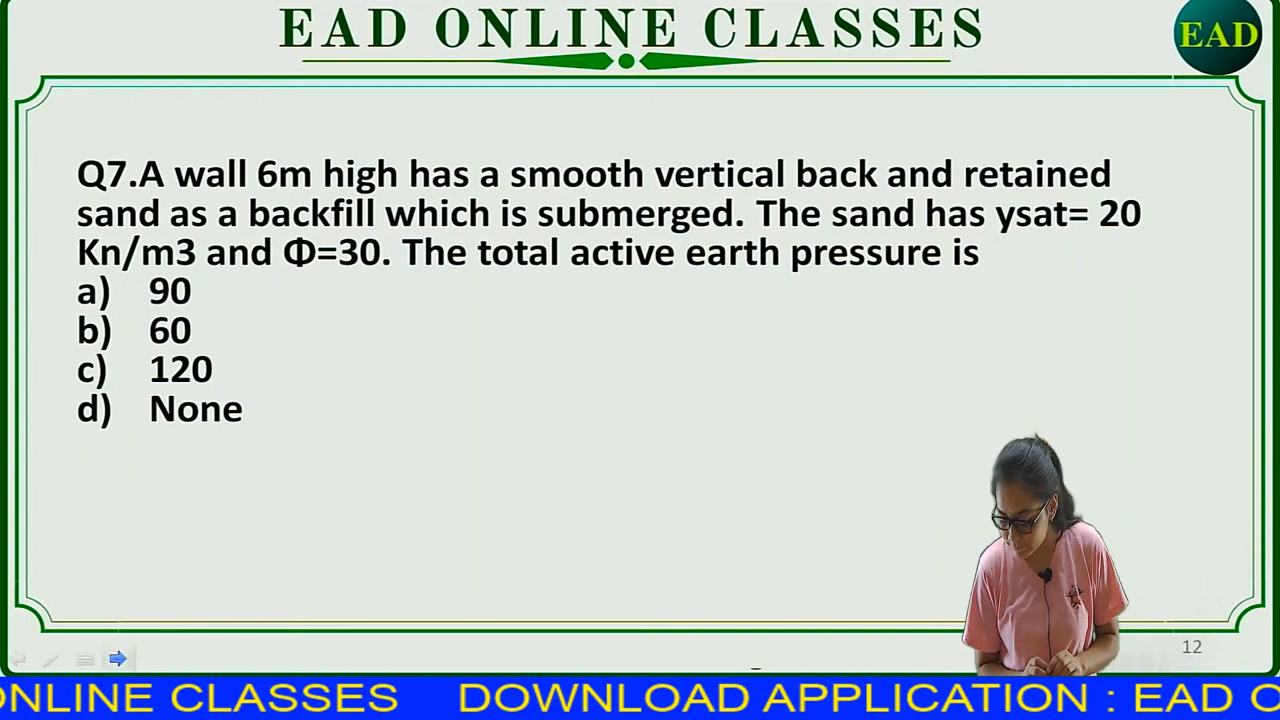 EAD ONLINE CLASSES
EAD
Q7.A wall 6m high has a smooth vertical back and retained
sand as a backfill which is submerged. The sand has ysat= 20
Kn/m3 and Φ=30. The total active earth pressure is
a) 90
b) 60
c) 120
d) None
12
ONLINE CLASSES DOWNLOAD APPLICATION : EAD O